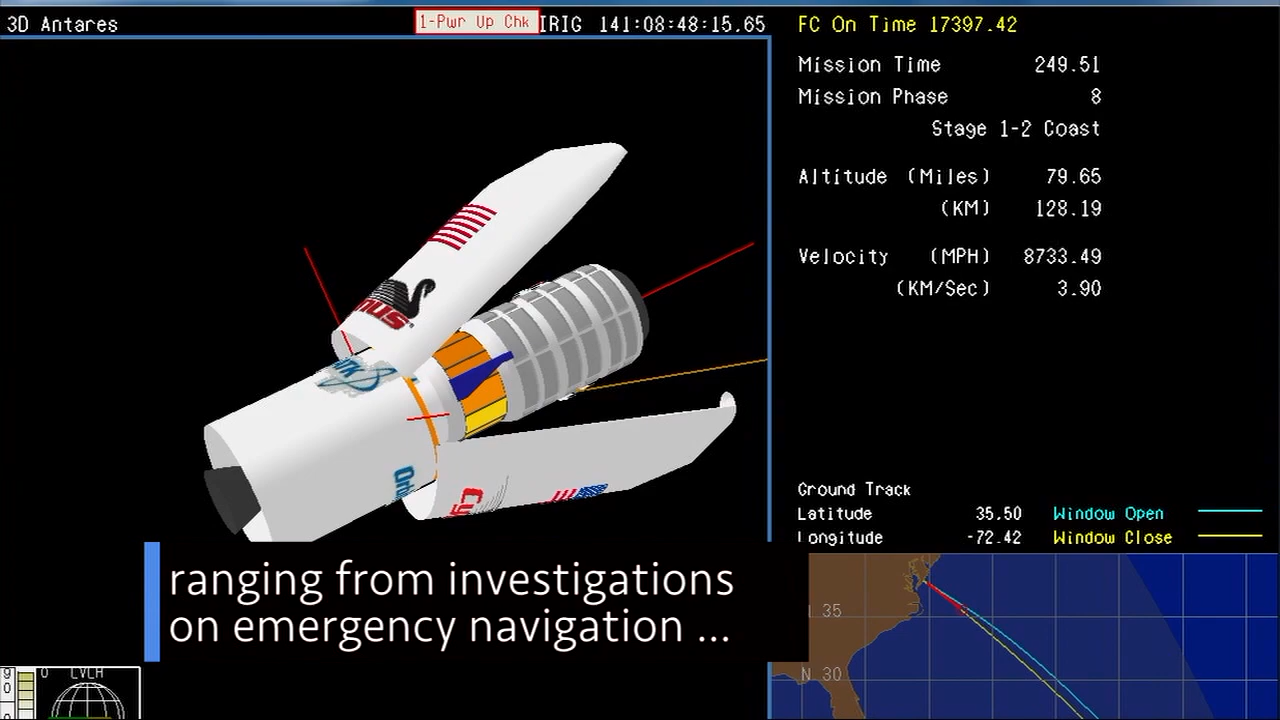 3D Antares
1-Pwr Up Chk
IRIG 141:08:48:15.65
FC On Time 17397.42
Mission Time 249.51
Mission Phase 8
Stage 1-2 Coast
Altitude (Miles) 79.65
(KM) 128.19
Velocity (MPH) 8733.49
(KM/Sec) 3.90
Ground Track
Latitude 35.50 Window Open
Longitude -72.42 Window Close
ranging from investigations
on emergency navigation ...
35
N 30
0 LVLH
9
0